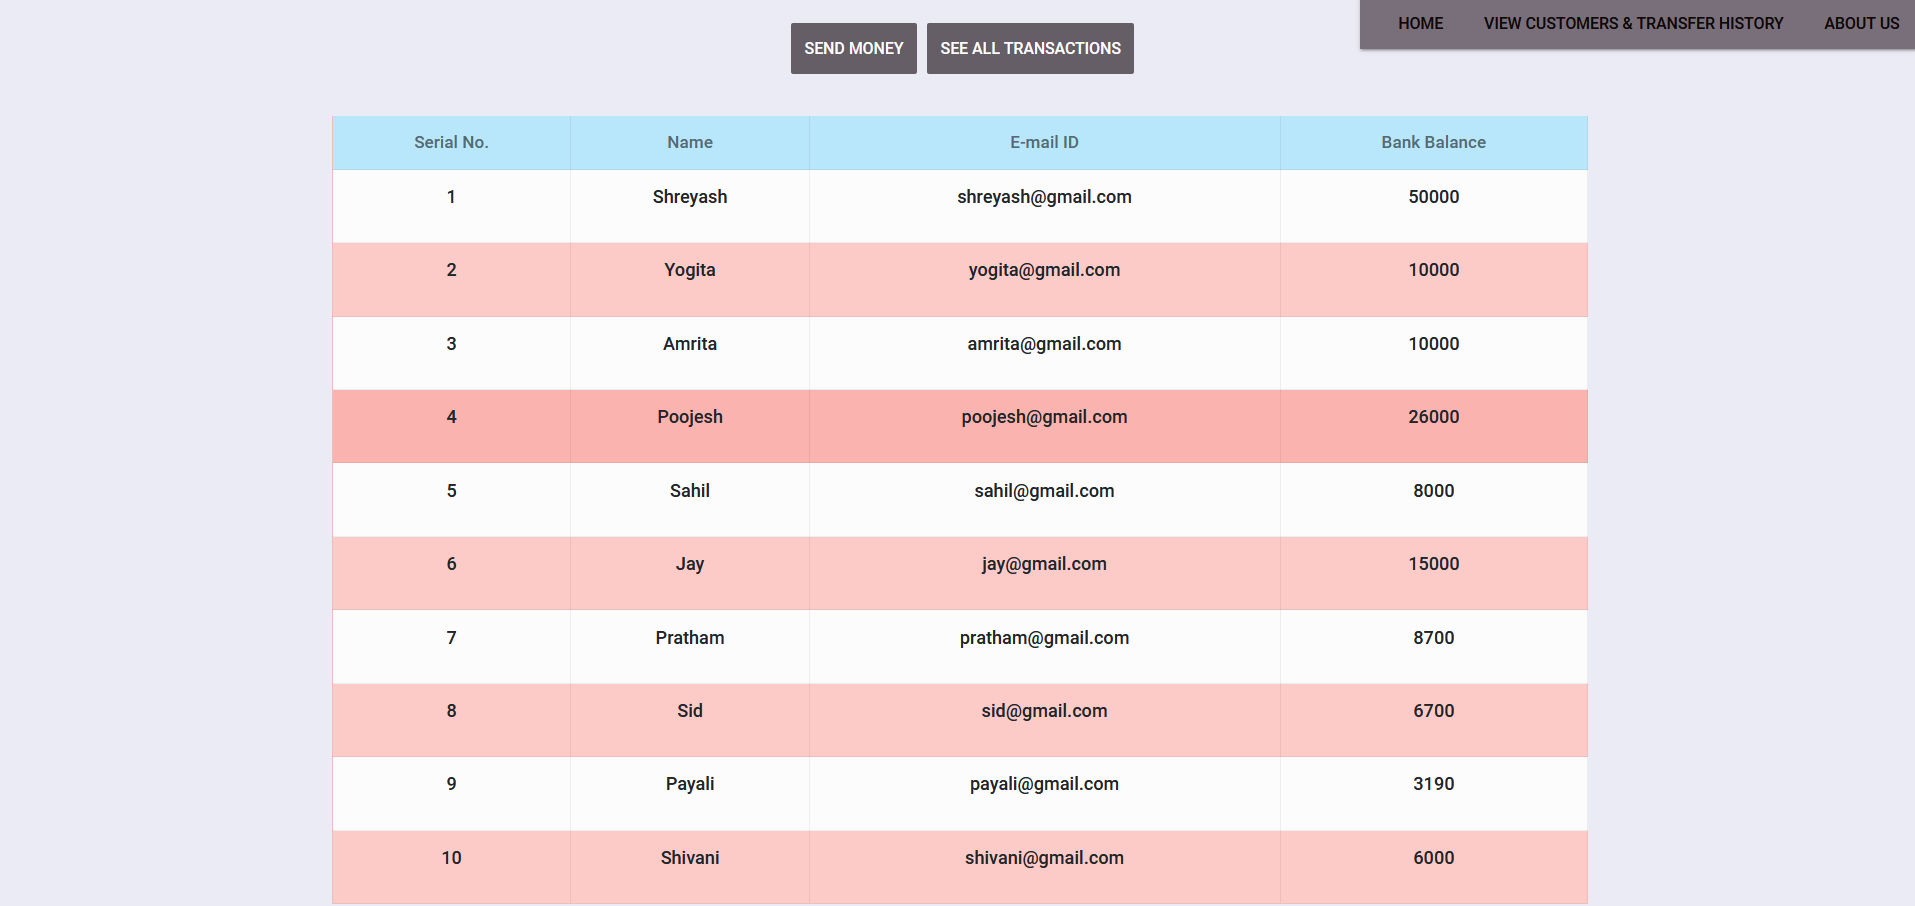 HOME VIEW CUSTOMERS & TRANSFER HISTORY ABOUT US
SEND MONEY SEE ALL TRANSACTIONS
Serial No. Name E-mail ID Bank Balance
1 Shreyash shreyash@gmail.com 50000
2 Yogita yogita@gmail.com 10000
3 Amrita amrita@gmail.com 10000
4 Poojesh poojesh@gmail.com 26000
5 Sahil sahil@gmail.com 8000
6 Jay jay@gmail.com 15000
7 Pratham pratham@gmail.com 8700
8 Sid sid@gmail.com 6700
9 Payali payali@gmail.com 3190
10 Shivani shivani@gmail.com 6000